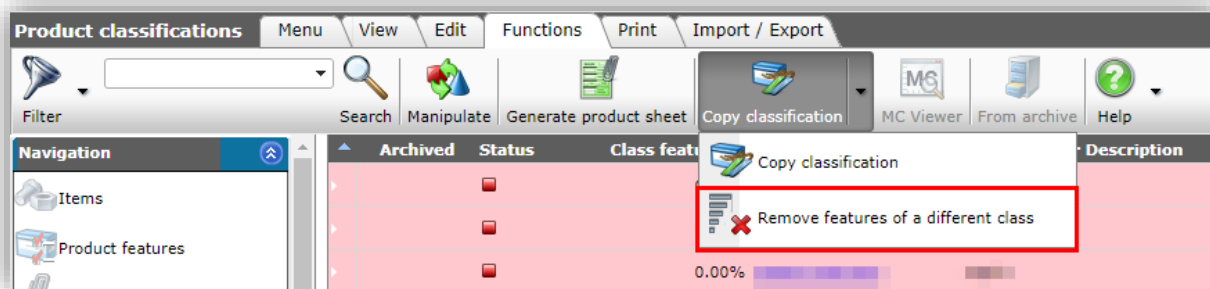 Product classifications Menu View Edit Functions Print Import / Export
Filter Search Manipulate Generate product sheet Copy classification MC Viewer From archive Help
Navigation
Archived Status Class feat Description
Copy classification
Items
Remove features of a different class
Product features
0.00%